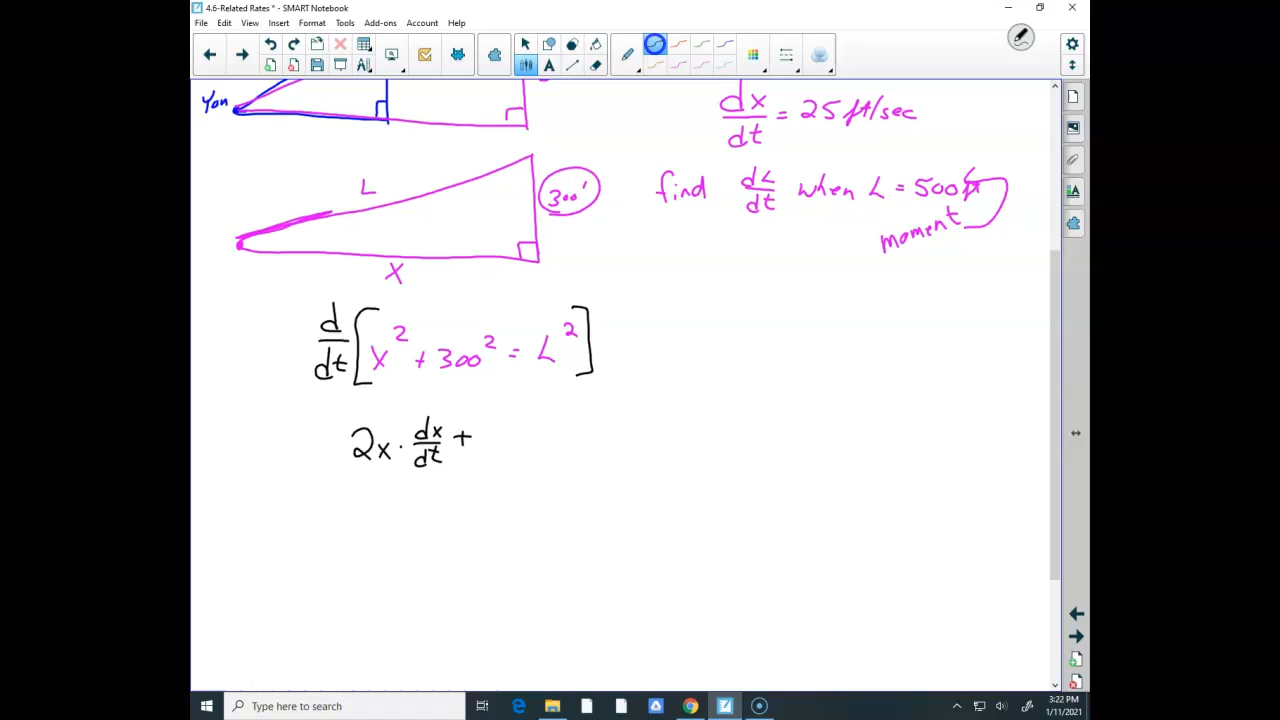 4.6-Related Rates * - SMART Notebook
File Edit View Insert Format Tools Add-ons Account Help
You
dx/dt = 25 ft/sec
L
300'
find dL/dt when L = 500 ft
moment
x
d/dt [x² + 300² = L²]
2x · dx/dt +
Type here to search
3:22 PM
1/11/2021